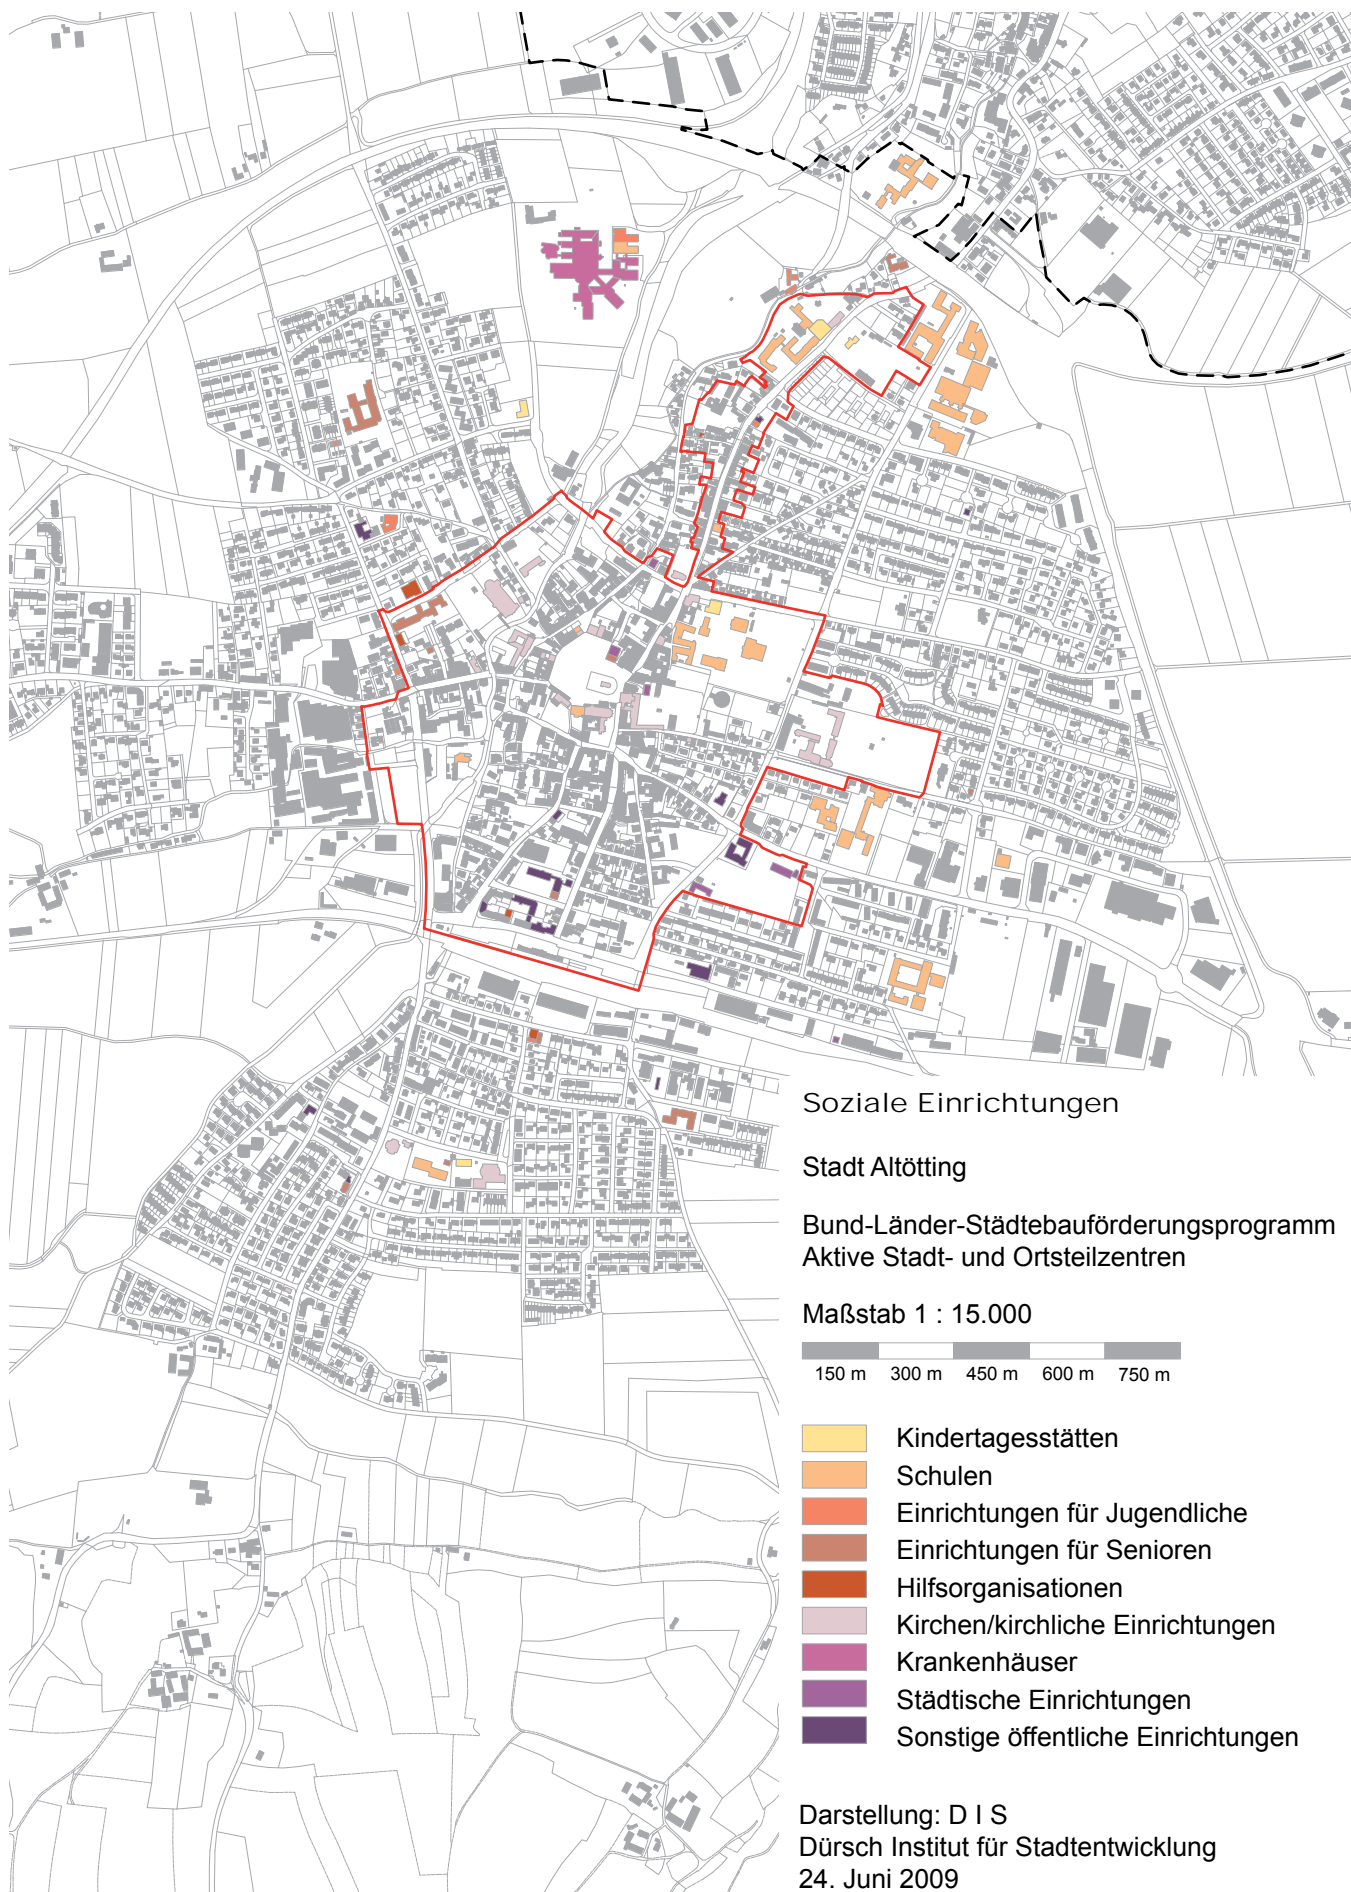 Soziale Einrichtungen
Stadt Altötting
Bund-Länder-Städtebauförderungsprogramm
Aktive Stadt- und Ortsteilzentren
Maßstab 1 : 15.000
150 m 300 m 450 m 600 m 750 m
Kindertagesstätten
Schulen
Einrichtungen für Jugendliche
Einrichtungen für Senioren
Hilfsorganisationen
Kirchen/kirchliche Einrichtungen
Krankenhäuser
Städtische Einrichtungen
Sonstige öffentliche Einrichtungen
Darstellung: D I S
Dürsch Institut für Stadtentwicklung
24. Juni 2009